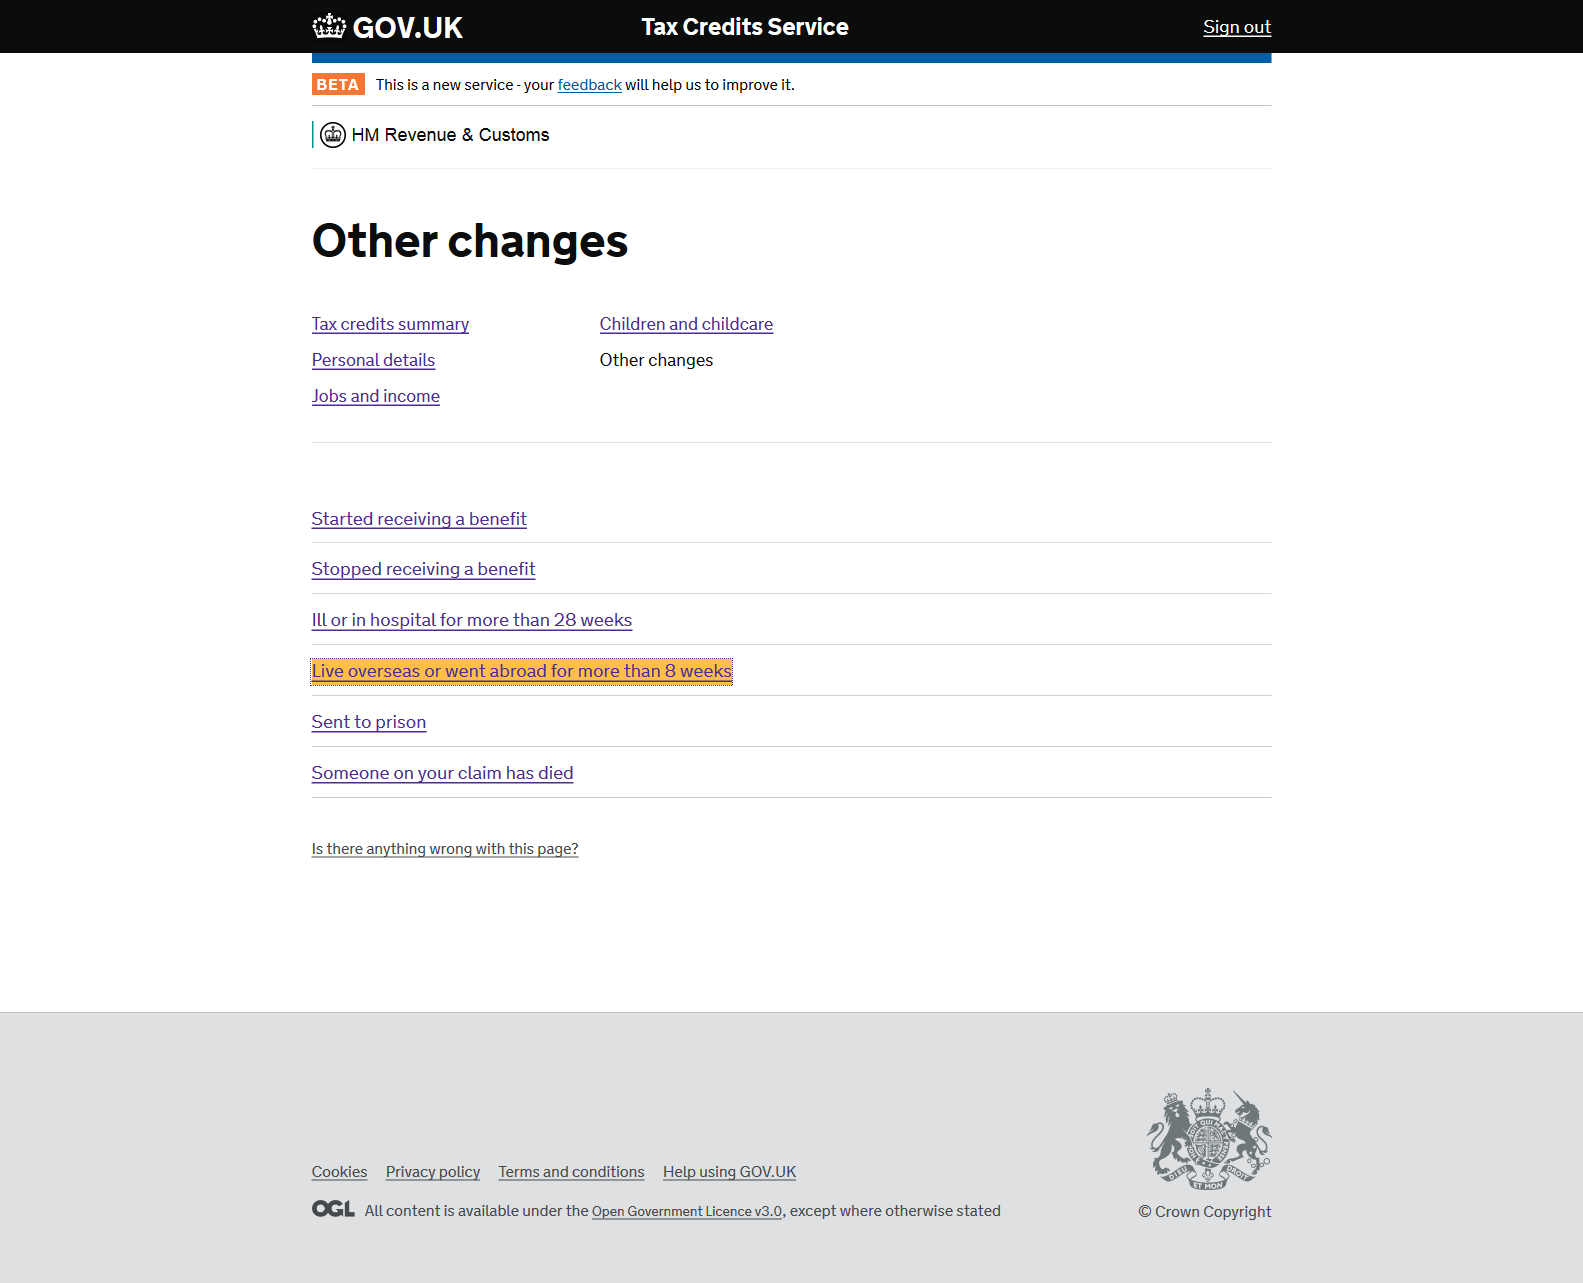 GOV.UK Tax Credits Service Sign out
BETA This is a new service - your feedback will help us to improve it.
HM Revenue & Customs
Other changes
Tax credits summary
Personal details
Jobs and income
Children and childcare
Other changes
Started receiving a benefit
Stopped receiving a benefit
Ill or in hospital for more than 28 weeks
Live overseas or went abroad for more than 8 weeks
Sent to prison
Someone on your claim has died
Is there anything wrong with this page?
Cookies Privacy policy Terms and conditions Help using GOV.UK
OGL All content is available under the Open Government Licence v3.0, except where otherwise stated
DIEU ET MON DROIT
© Crown Copyright